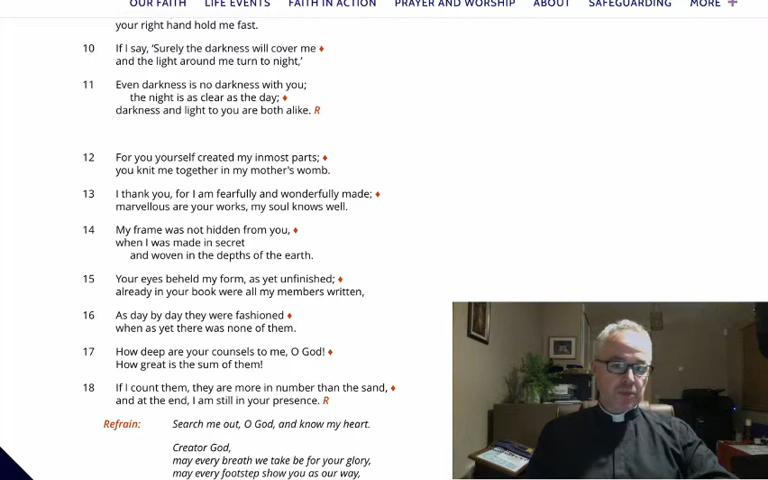 OUR FAITH LIFE EVENTS FAITH IN ACTION PRAYER AND WORSHIP ABOUT SAFEGUARDING MORE +
your right hand hold me fast.
10 If I say, ‘Surely the darkness will cover me ♦
and the light around me turn to night,’
11 Even darkness is no darkness with you;
the night is as clear as the day; ♦
darkness and light to you are both alike. R
12 For you yourself created my inmost parts; ♦
you knit me together in my mother's womb.
13 I thank you, for I am fearfully and wonderfully made; ♦
marvellous are your works, my soul knows well.
14 My frame was not hidden from you, ♦
when I was made in secret
and woven in the depths of the earth.
15 Your eyes beheld my form, as yet unfinished; ♦
already in your book were all my members written,
16 As day by day they were fashioned ♦
when as yet there was none of them.
17 How deep are your counsels to me, O God! ♦
How great is the sum of them!
18 If I count them, they are more in number than the sand, ♦
and at the end, I am still in your presence. R
Refrain: Search me out, O God, and know my heart.
Creator God,
may every breath we take be for your glory,
may every footstep show you as our way,